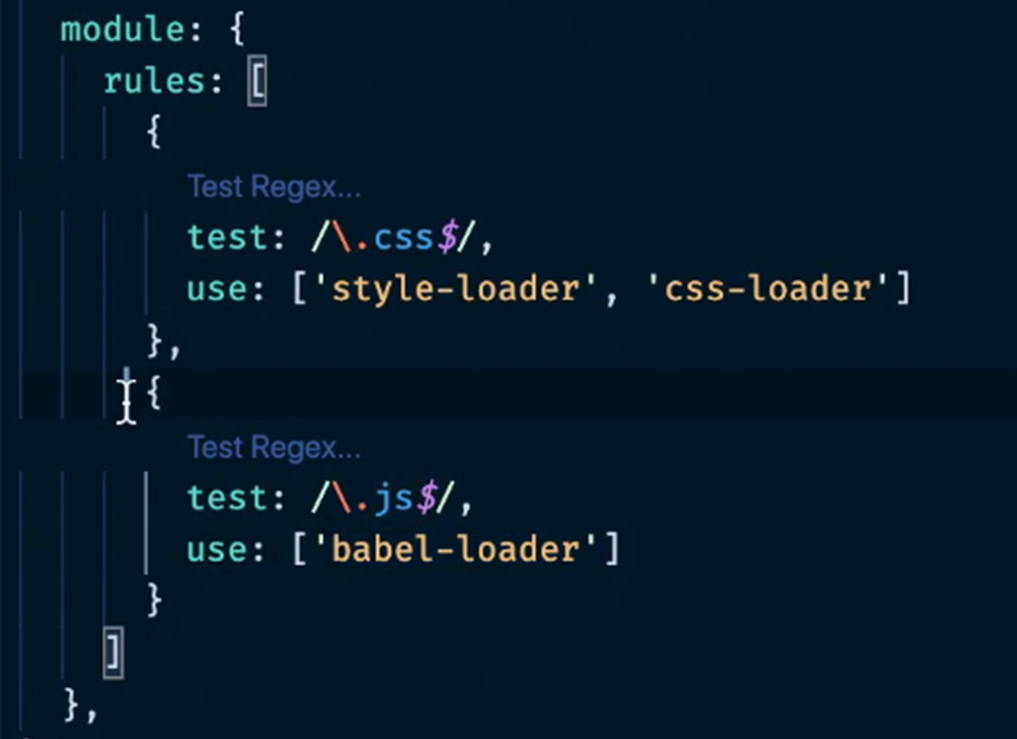 module: {
rules: [
{
Test Regex...
test: /\.css$/,
use: ['style-loader', 'css-loader']
},
{
Test Regex...
test: /\.js$/,
use: ['babel-loader']
}
]
},